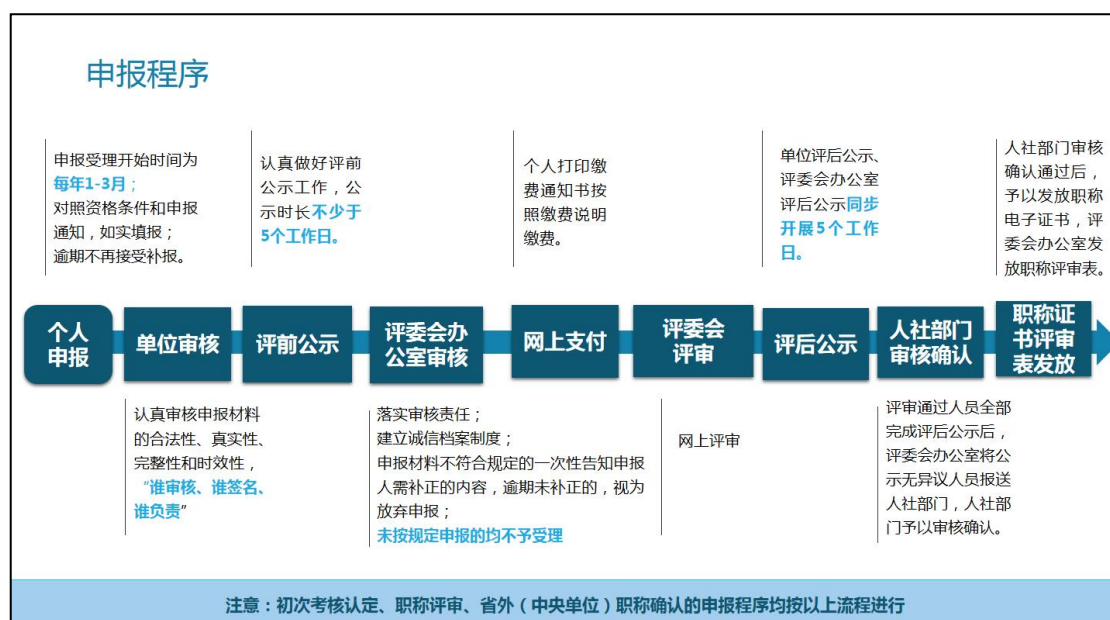 申报程序
申报受理开始时间为
每年1-3月；
对照资格条件和申报
通知，如实填报；
逾期不再接受补报。
认真做好评前
公示工作，公
示时长不少于
5个工作日。
个人打印缴
费通知书按
照缴费说明
缴费。
单位评后公示、
评委会办公室
评后公示同步
开展5个工作
日。
人社部门审核
确认通过后，
予以发放职称
电子证书，评
委会办公室发
放职称评审表。
个人
申报
单位审核
评前公示
评委会办
公室审核
网上支付
评委会
评审
评后公示
人社部门
审核确认
职称证
书评审
表发放
认真审核申报材料
的合法性、真实性、
完整性和时效性，
“谁审核、谁签名、
谁负责”
落实审核责任；
建立诚信档案制度；
申报材料不符合规定的一次性告知申报
人需补正的内容，逾期未补正的，视为
放弃申报；
未按规定申报的均不予受理
网上评审
评审通过人员全部
完成评后公示后，
评委会办公室将公
示无异议人员报送
人社部门，人社部
门予以审核确认。
注意：初次考核认定、职称评审、省外（中央单位）职称确认的申报程序均按以上流程进行